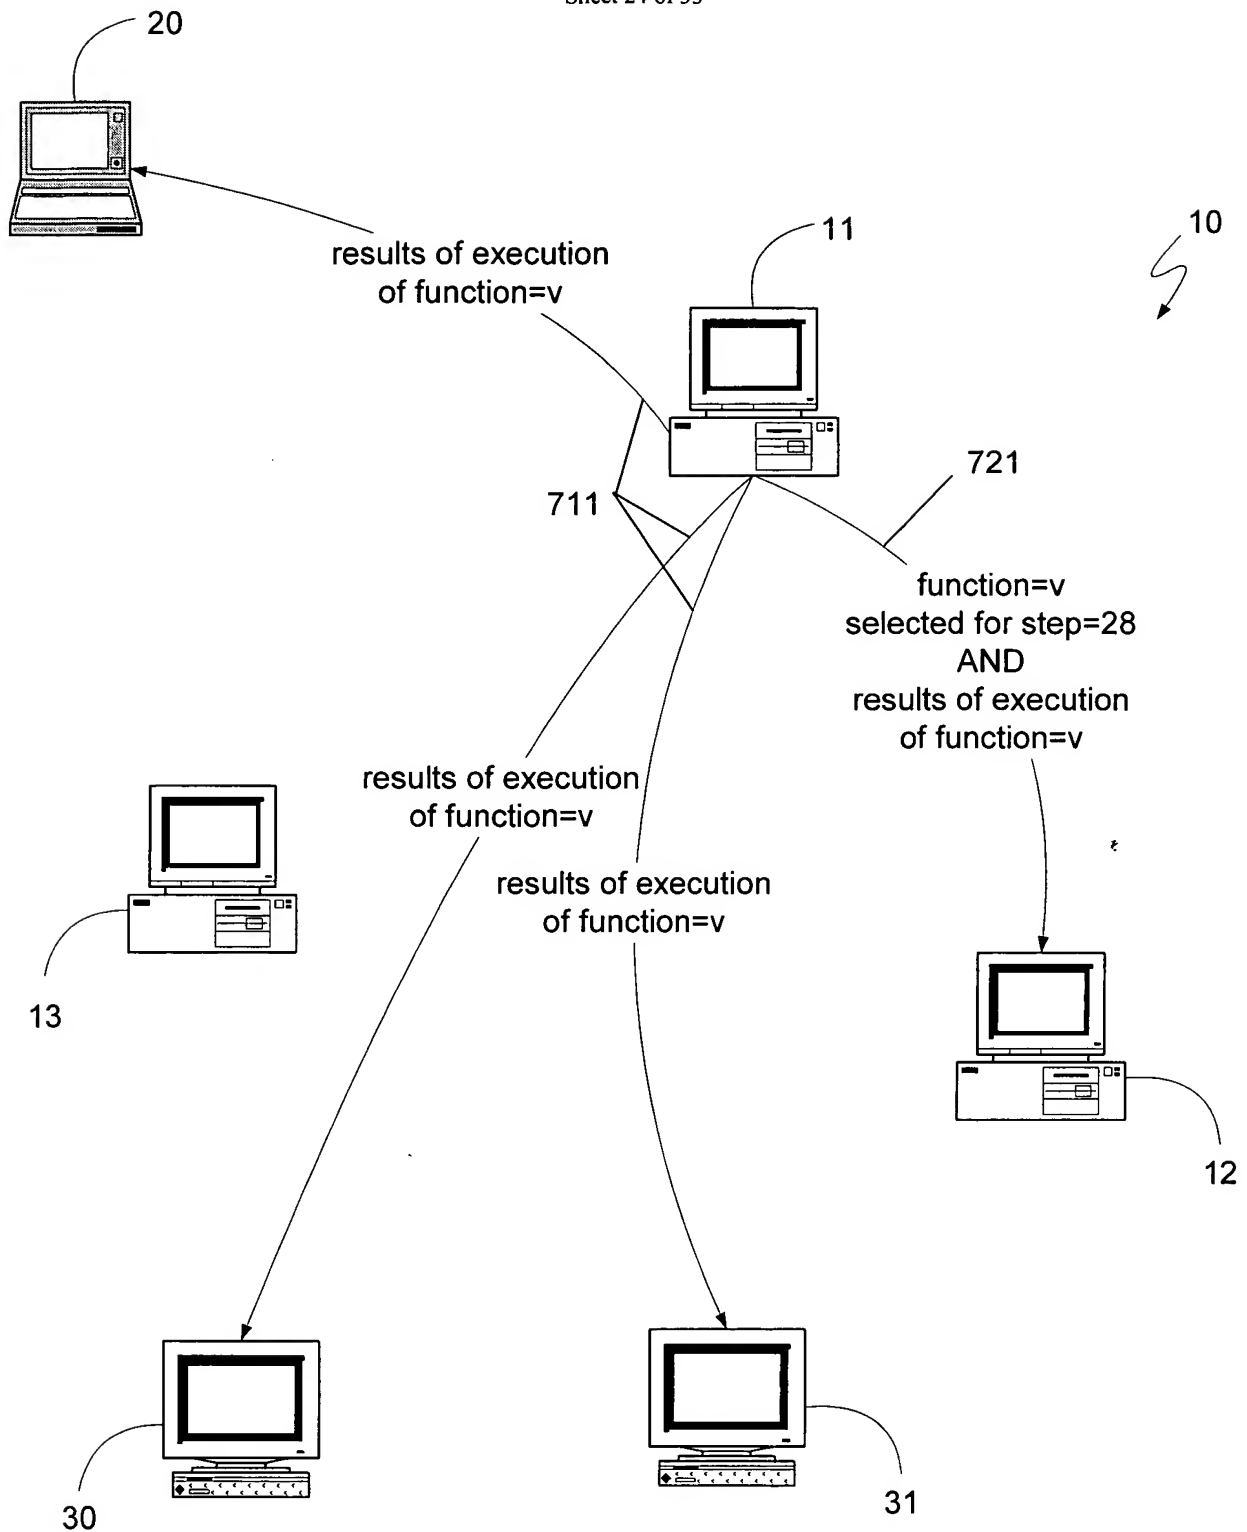 20
results of execution
of function=v
11
10
711
721
function=v
selected for step=28
AND
results of execution
of function=v
results of execution
of function=v
results of execution
of function=v
13
12
30
31